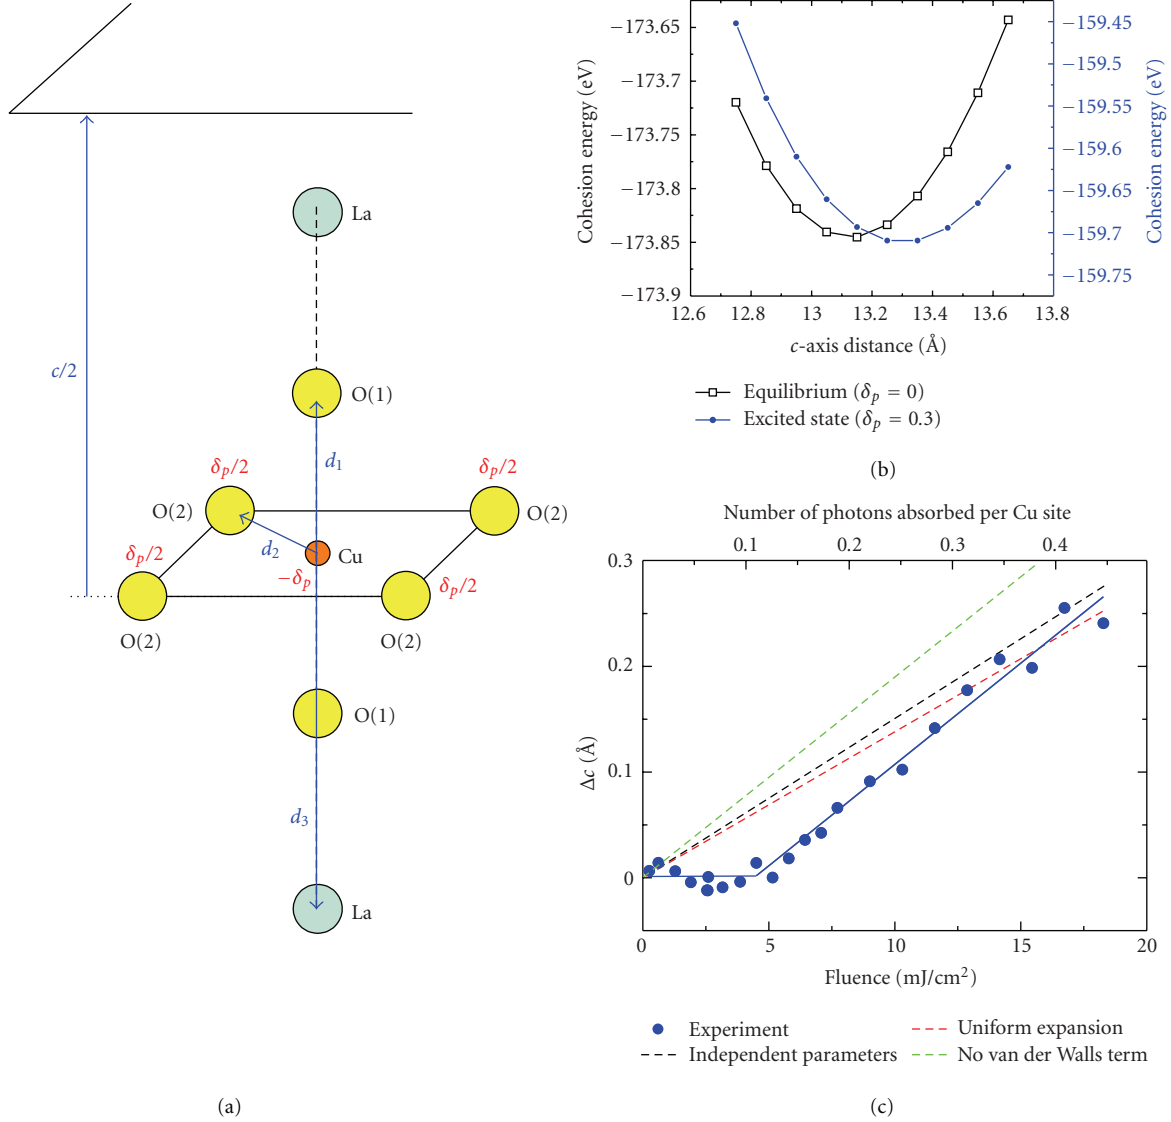 La
c/2
O(1)
d1
δp/2
δp/2
O(2)
O(2)
d2
Cu
δp/2
−δp
δp/2
O(2)
O(2)
O(1)
d3
La
(a)
Cohesion energy (eV)
−173.65
−173.7
−173.75
−173.8
−173.85
−173.9
−159.45
−159.5
−159.55
−159.6
−159.65
−159.7
−159.75
Cohesion energy (eV)
12.6 12.8 13 13.2 13.4 13.6 13.8
c-axis distance (Å)
Equilibrium (δp = 0)
Excited state (δp = 0.3)
(b)
Number of photons absorbed per Cu site
0.1 0.2 0.3 0.4
0.3
0.2
0.1
0
Δc (Å)
0 5 10 15 20
Fluence (mJ/cm²)
Experiment
Independent parameters
Uniform expansion
No van der Walls term
(c)